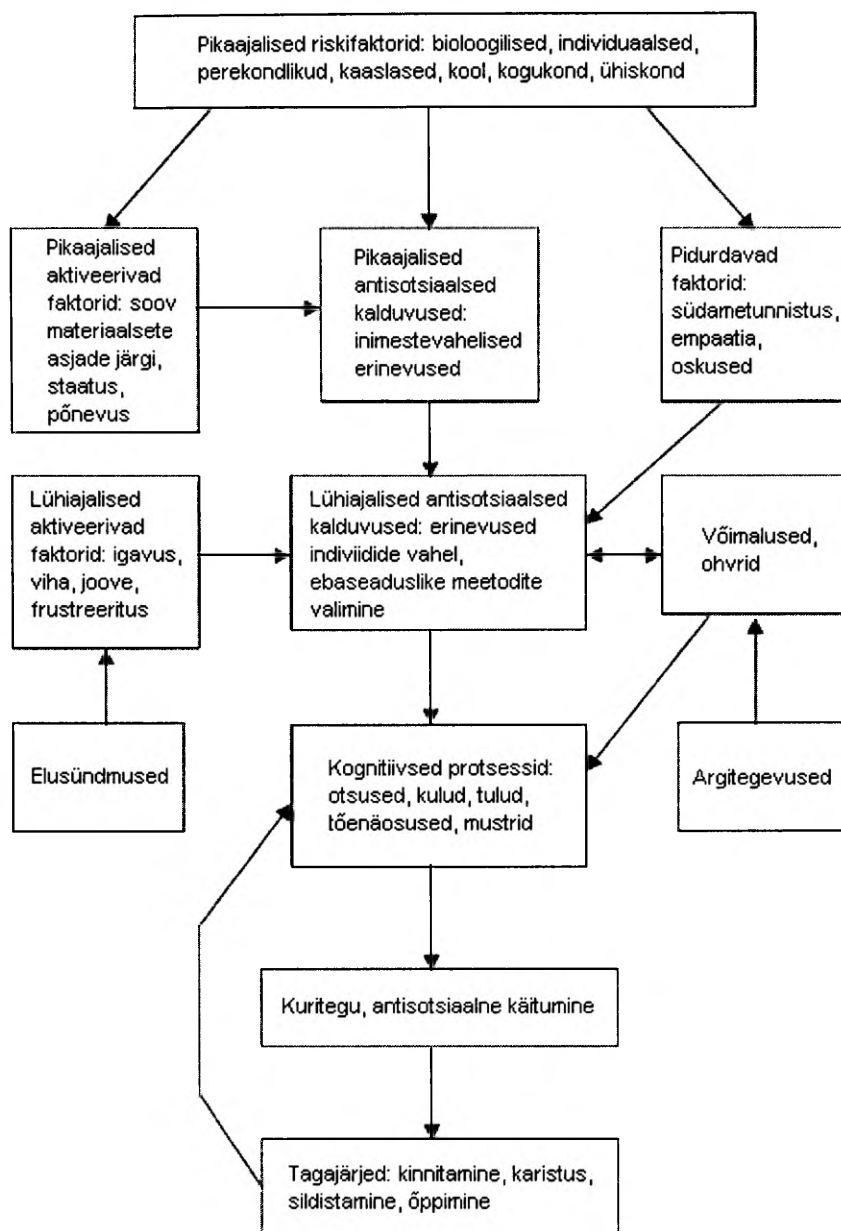 Pikaajalised riskifaktorid: bioloogilised, individuaalsed,
perekondlikud, kaaslased, kool, kogukond, ühiskond
Pikaajalised
aktiveerivad
faktorid: soov
materiaalsete
asjade järgi,
staatus,
põnevus
Pikaajalised
antisotsiaalsed
kalduvused:
inimestevahelised
erinevused
Pidurdavad
faktorid:
südametunnistus,
empaatia,
oskused
Lühiajalised
aktiveerivad
faktorid: igavus,
viha, joove,
frustreeritus
Lühiajalised antisotsiaalsed
kalduvused: erinevused
indiviidide vahel,
ebaseaduslike meetodite
valimine
Võimalused,
ohvrid
Elusündmused
Kognitiivsed protsessid:
otsused, kulud, tulud,
tõenäosused, mustrid
Argitegevused
Kuritegu, antisotsiaalne käitumine
Tagajärjed: kinnitamine, karistus,
sildistamine, õppimine